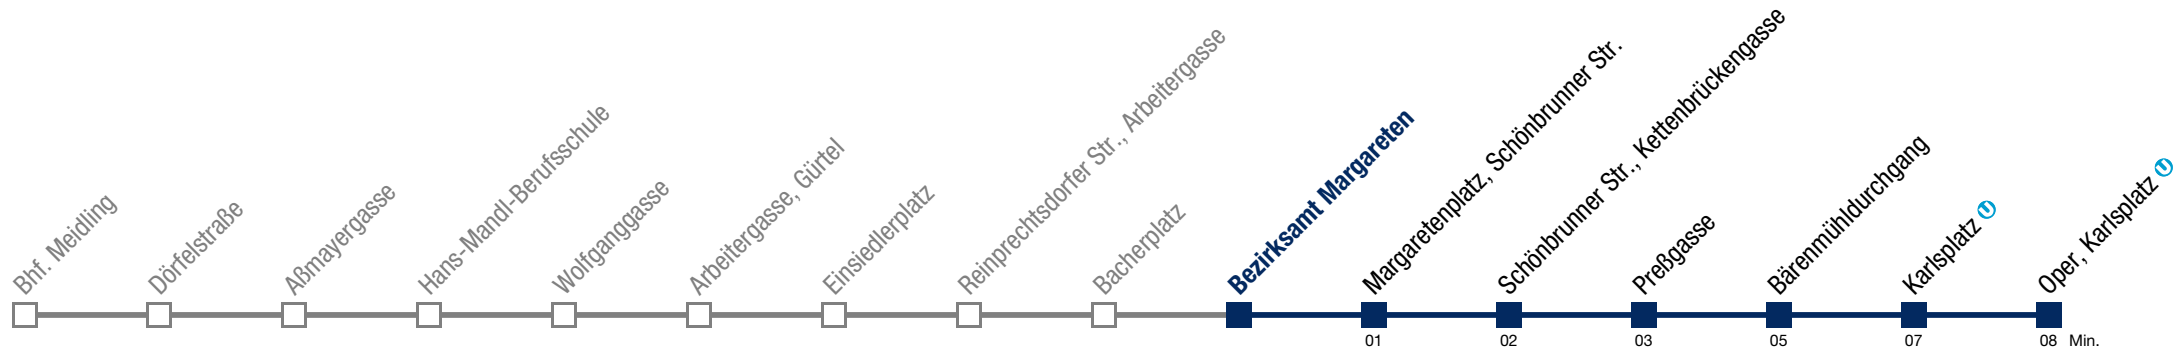 Bhf. Meidling
Dörfelstraße
Aßmayergasse
Hans-Mandl-Berufsschule
Wolfganggasse
Arbeitergasse, Gürtel
Einsiedlerplatz
Reinprechtsdorfer Str., Arbeitergasse
Bacherplatz
Bezirksamt Margareten
Margaretenplatz, Schönbrunner Str.
Schönbrunner Str., Kettenbrückengasse
Preßgasse
Bärenmühldurchgang
Karlsplatz U
Oper, Karlsplatz U
01 02 03 05 07 08 Min.